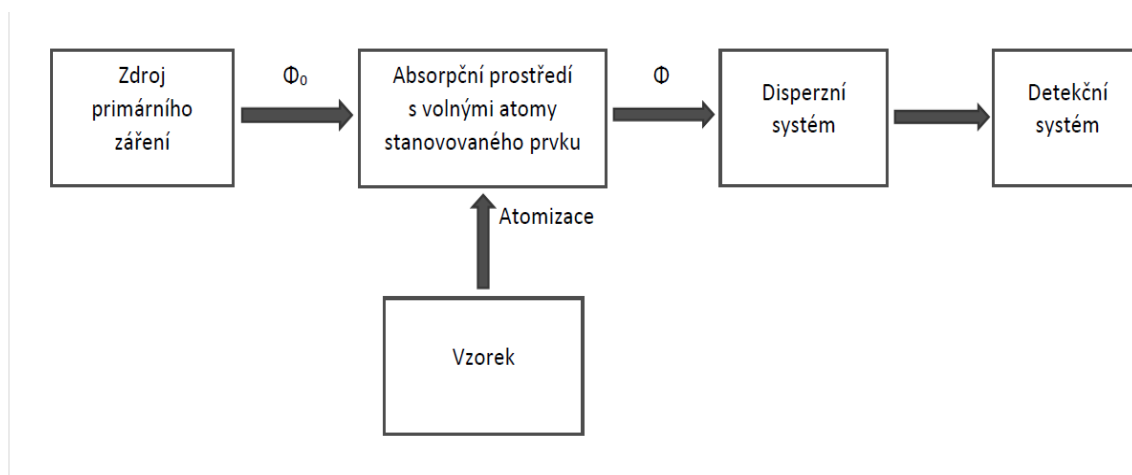 Zdroj
primárního
záření
Φ₀
Absorpční prostředí
s volnými atomy
stanovovaného prvku
Φ
Disperzní
systém
Detekční
systém
Atomizace
Vzorek